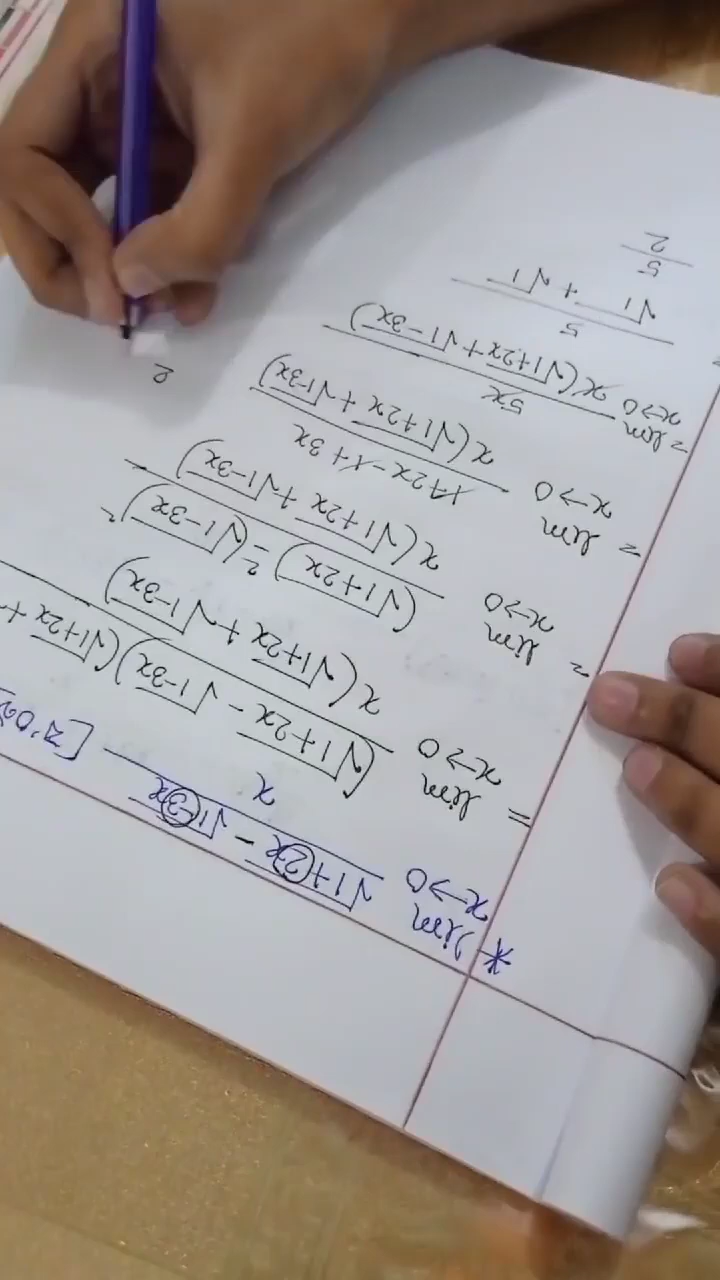 * lim x→0 (√1+2x − √1−3x) / x
= lim x→0 (√1+2x − √1−3x)(√1+2x + / x(√1+2x + √1−3x)
= lim x→0 (√1+2x)² − (√1−3x)² / x(√1+2x + √1−3x)
= lim x→0 1+2x−1+3x / x(√1+2x + √1−3x)
= lim x→0 5x / x(√1+2x + √1−3x)
= 5 / √1 + √1
5 / 2
2